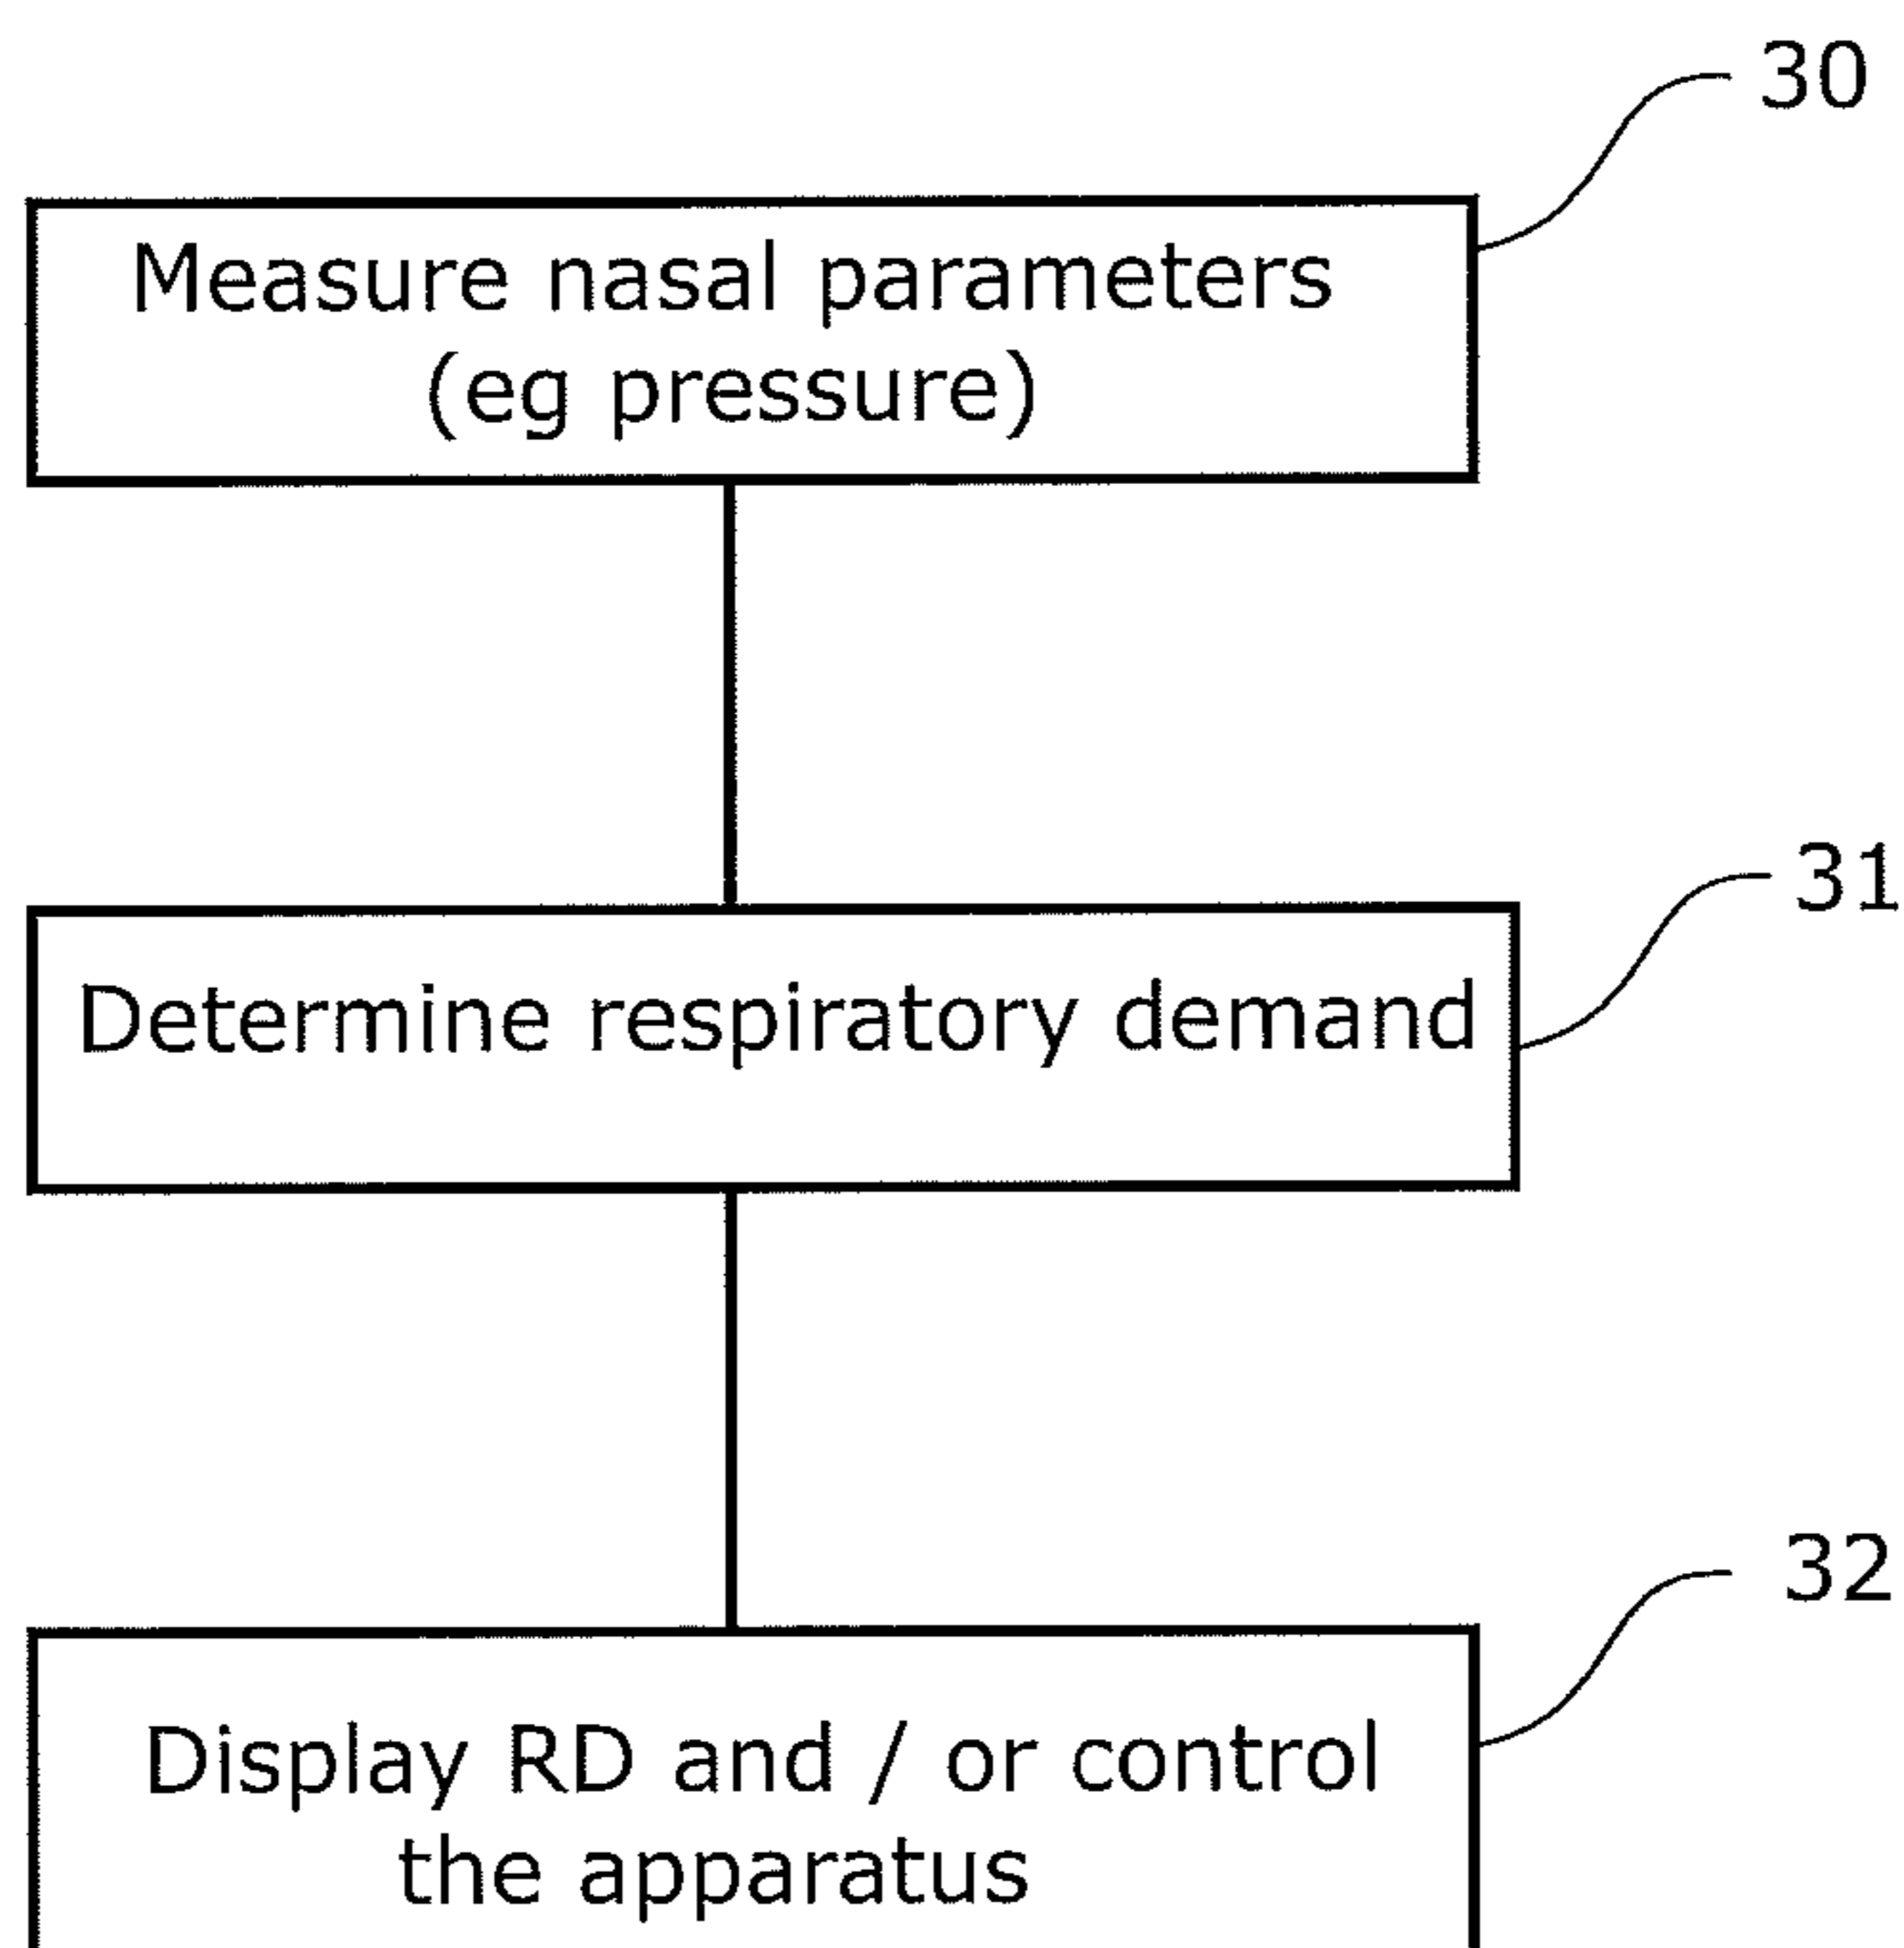 30
Measure nasal parameters
(eg pressure)
31
Determine respiratory demand
32
Display RD and / or control
the apparatus